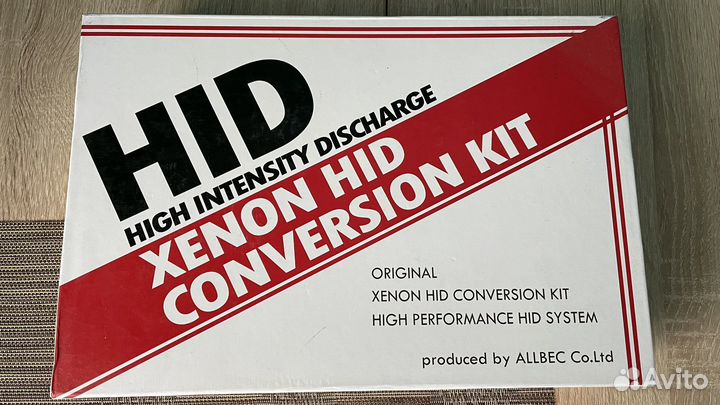 HID
HIGH INTENSITY DISCHARGE
XENON HID
CONVERSION KIT
ORIGINAL
XENON HID CONVERSION KIT
HIGH PERFORMANCE HID SYSTEM
produced by ALLBEC Co.Ltd
Avito